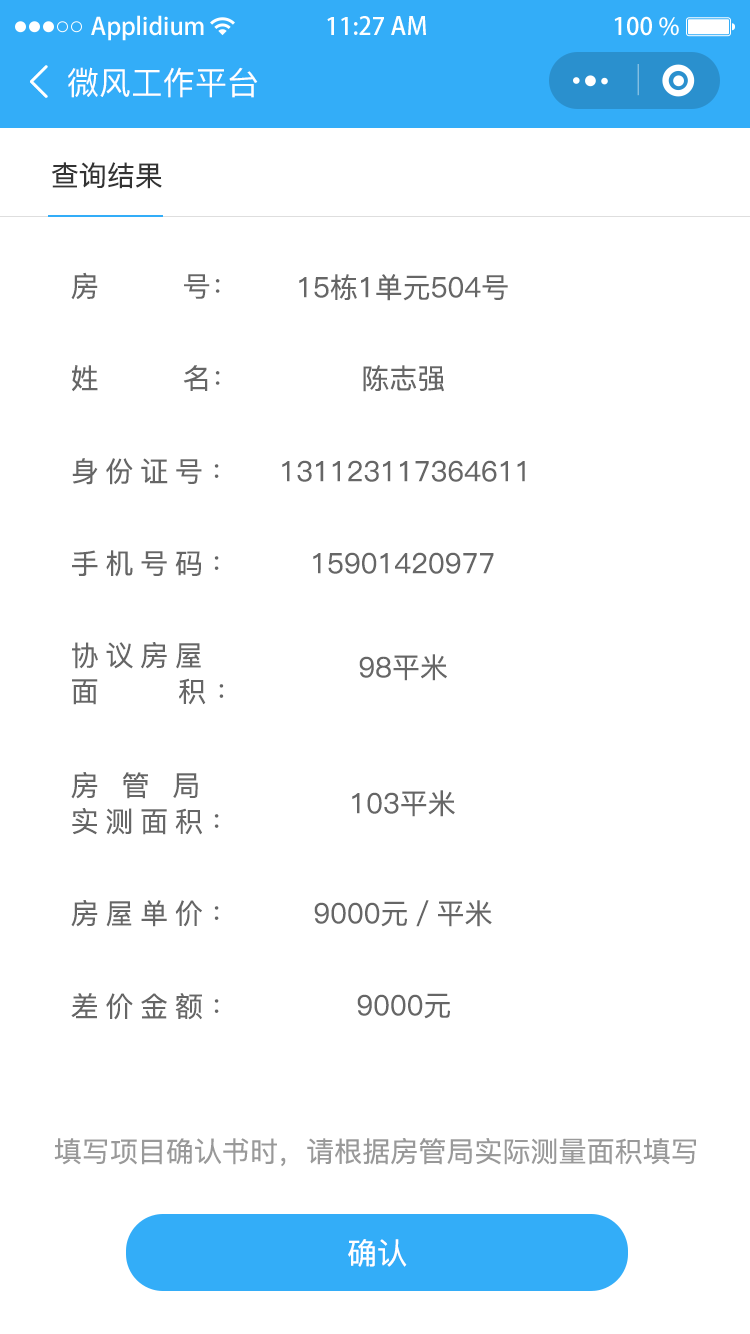 Applidium 11:27 AM 100 %
微风工作平台
查询结果
房 号： 15栋1单元504号
姓 名： 陈志强
身份证号： 131123117364611
手机号码： 15901420977
协议房屋
面 积： 98平米
房 管 局
实测面积： 103平米
房屋单价： 9000元 / 平米
差价金额： 9000元
填写项目确认书时，请根据房管局实际测量面积填写
确认